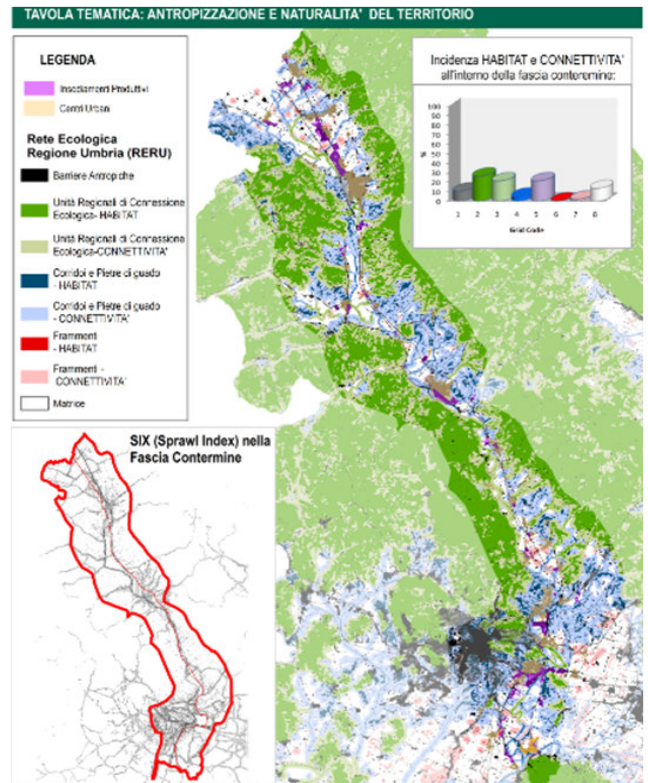 TAVOLA TEMATICA: ANTROPIZZAZIONE E NATURALITA' DEL TERRITORIO
LEGENDA
Insediamenti Produttivi
Centri Urbani
Rete Ecologica
Regione Umbria (RERU)
Barriere Antropiche
Unità Regionali di Connessione
Ecologica- HABITAT
Unità Regionali di Connessione
Ecologica-CONNETTIVITA'
Corridoi e Pietre di guado
- HABITAT
Corridoi e Pietre di guado
- CONNETTIVITA'
Frammenti
- HABITAT
Frammenti -
CONNETTIVITA'
Matrice
Incidenza HABITAT e CONNETTIVITA'
all'interno della fascia conteremine:
100
90
80
70
60
50
40
30
20
10
0
%
1 2 3 4 5 6 7 8
Grid Code
SIX (Sprawl Index) nella
Fascia Contermine